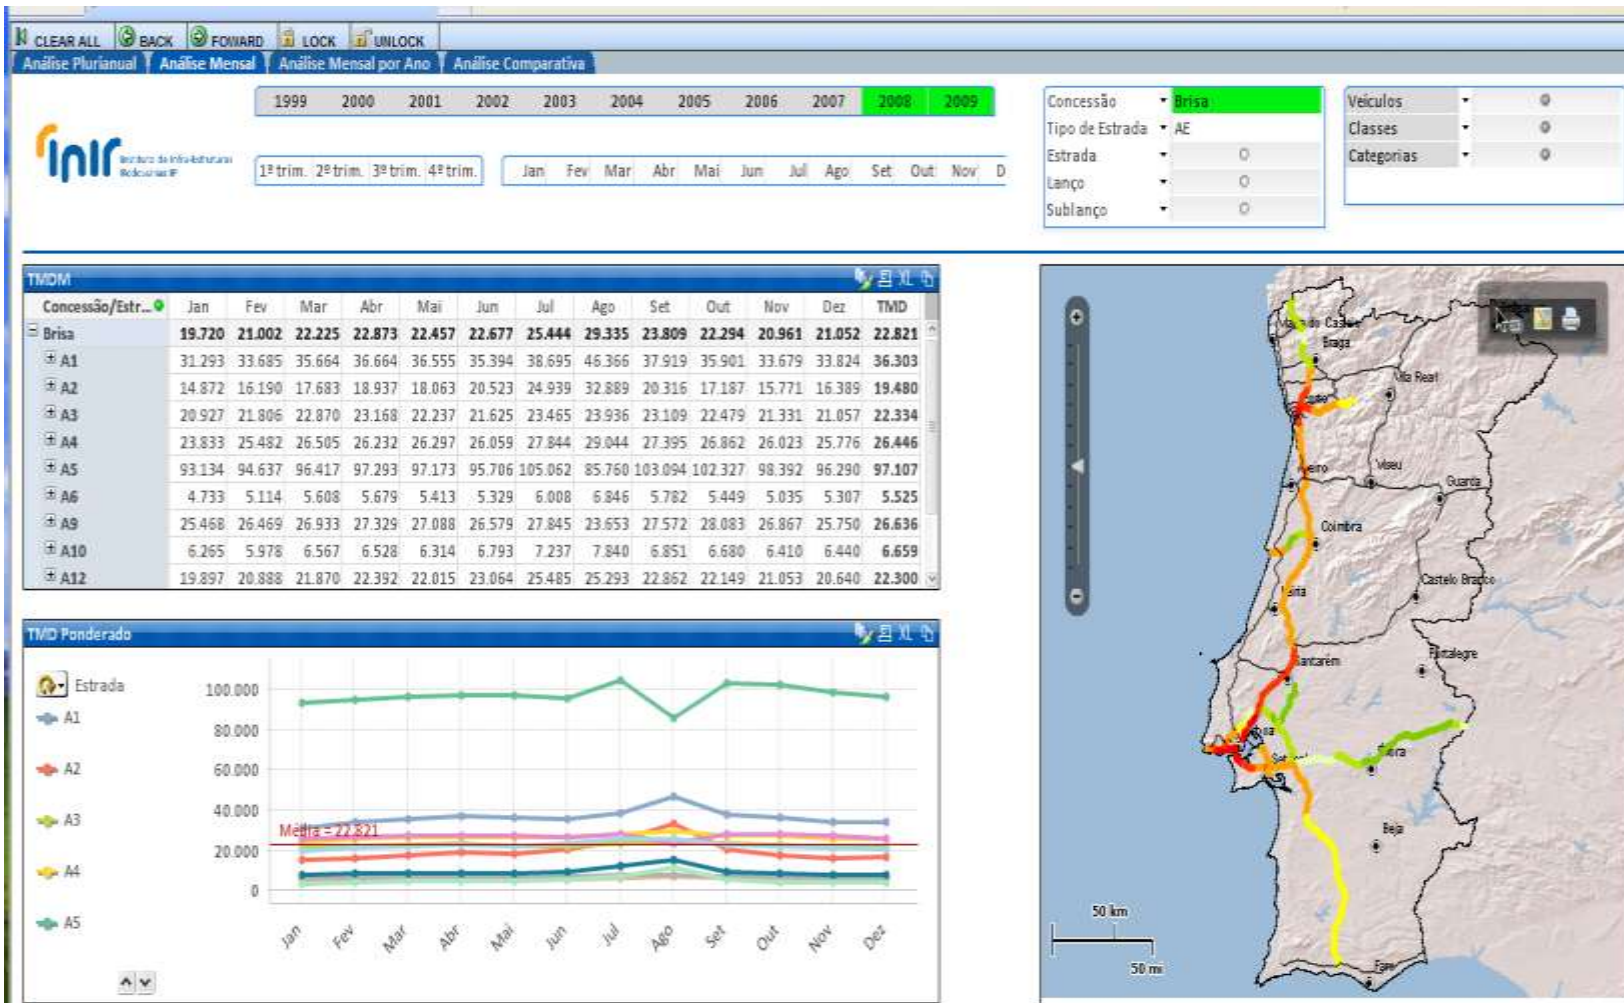 CLEAR ALL BACK FOWARD LOCK UNLOCK
Análise Plurianual Análise Mensal Análise Mensal por Ano Análise Comparativa
1999 2000 2001 2002 2003 2004 2005 2006 2007 2008 2009
inir Instituto de Infra-Estruturas
Rodoviárias IP
1º trim. 2º trim. 3º trim. 4º trim.
Jan Fev Mar Abr Mai Jun Jul Ago Set Out Nov D
Concessão Brisa
Tipo de Estrada AE
Estrada
Lanço
Sublanço
Veículos
Classes
Categorias
TMDM XL
Concessão/Estr... Jan Fev Mar Abr Mai Jun Jul Ago Set Out Nov Dez TMD
Brisa 19.720 21.002 22.225 22.873 22.457 22.677 25.444 29.335 23.809 22.294 20.961 21.052 22.821
A1 31.293 33.685 35.664 36.664 36.555 35.394 38.695 46.366 37.919 35.901 33.679 33.824 36.303
A2 14.872 16.190 17.683 18.937 18.063 20.523 24.939 32.889 20.316 17.187 15.771 16.389 19.480
A3 20.927 21.806 22.870 23.168 22.237 21.625 23.465 23.936 23.109 22.479 21.331 21.057 22.334
A4 23.833 25.482 26.505 26.232 26.297 26.059 27.844 29.044 27.395 26.862 26.023 25.776 26.446
A5 93.134 94.637 96.417 97.293 97.173 95.706 105.062 85.760 103.094 102.327 98.392 96.290 97.107
A6 4.733 5.114 5.608 5.679 5.413 5.329 6.008 6.846 5.782 5.449 5.035 5.307 5.525
A9 25.468 26.469 26.933 27.329 27.088 26.579 27.845 23.653 27.572 28.083 26.867 25.750 26.636
A10 6.265 5.978 6.567 6.528 6.314 6.793 7.237 7.840 6.851 6.680 6.410 6.440 6.659
A12 19.897 20.888 21.870 22.392 22.015 23.064 25.485 25.293 22.862 22.149 21.053 20.640 22.300
TMD Ponderado XL
Estrada
A1
A2
A3
A4
A5
100.000
80.000
60.000
40.000
Média = 22.821
20.000
0
Jan Fev Mar Abr Mai Jun Jul Ago Set Out Nov Dez
Braga
Vila Real
Viseu
Guarda
Coimbra
Castelo Branco
Santarém
Portalegre
Beja
Faro
50 km
50 mi